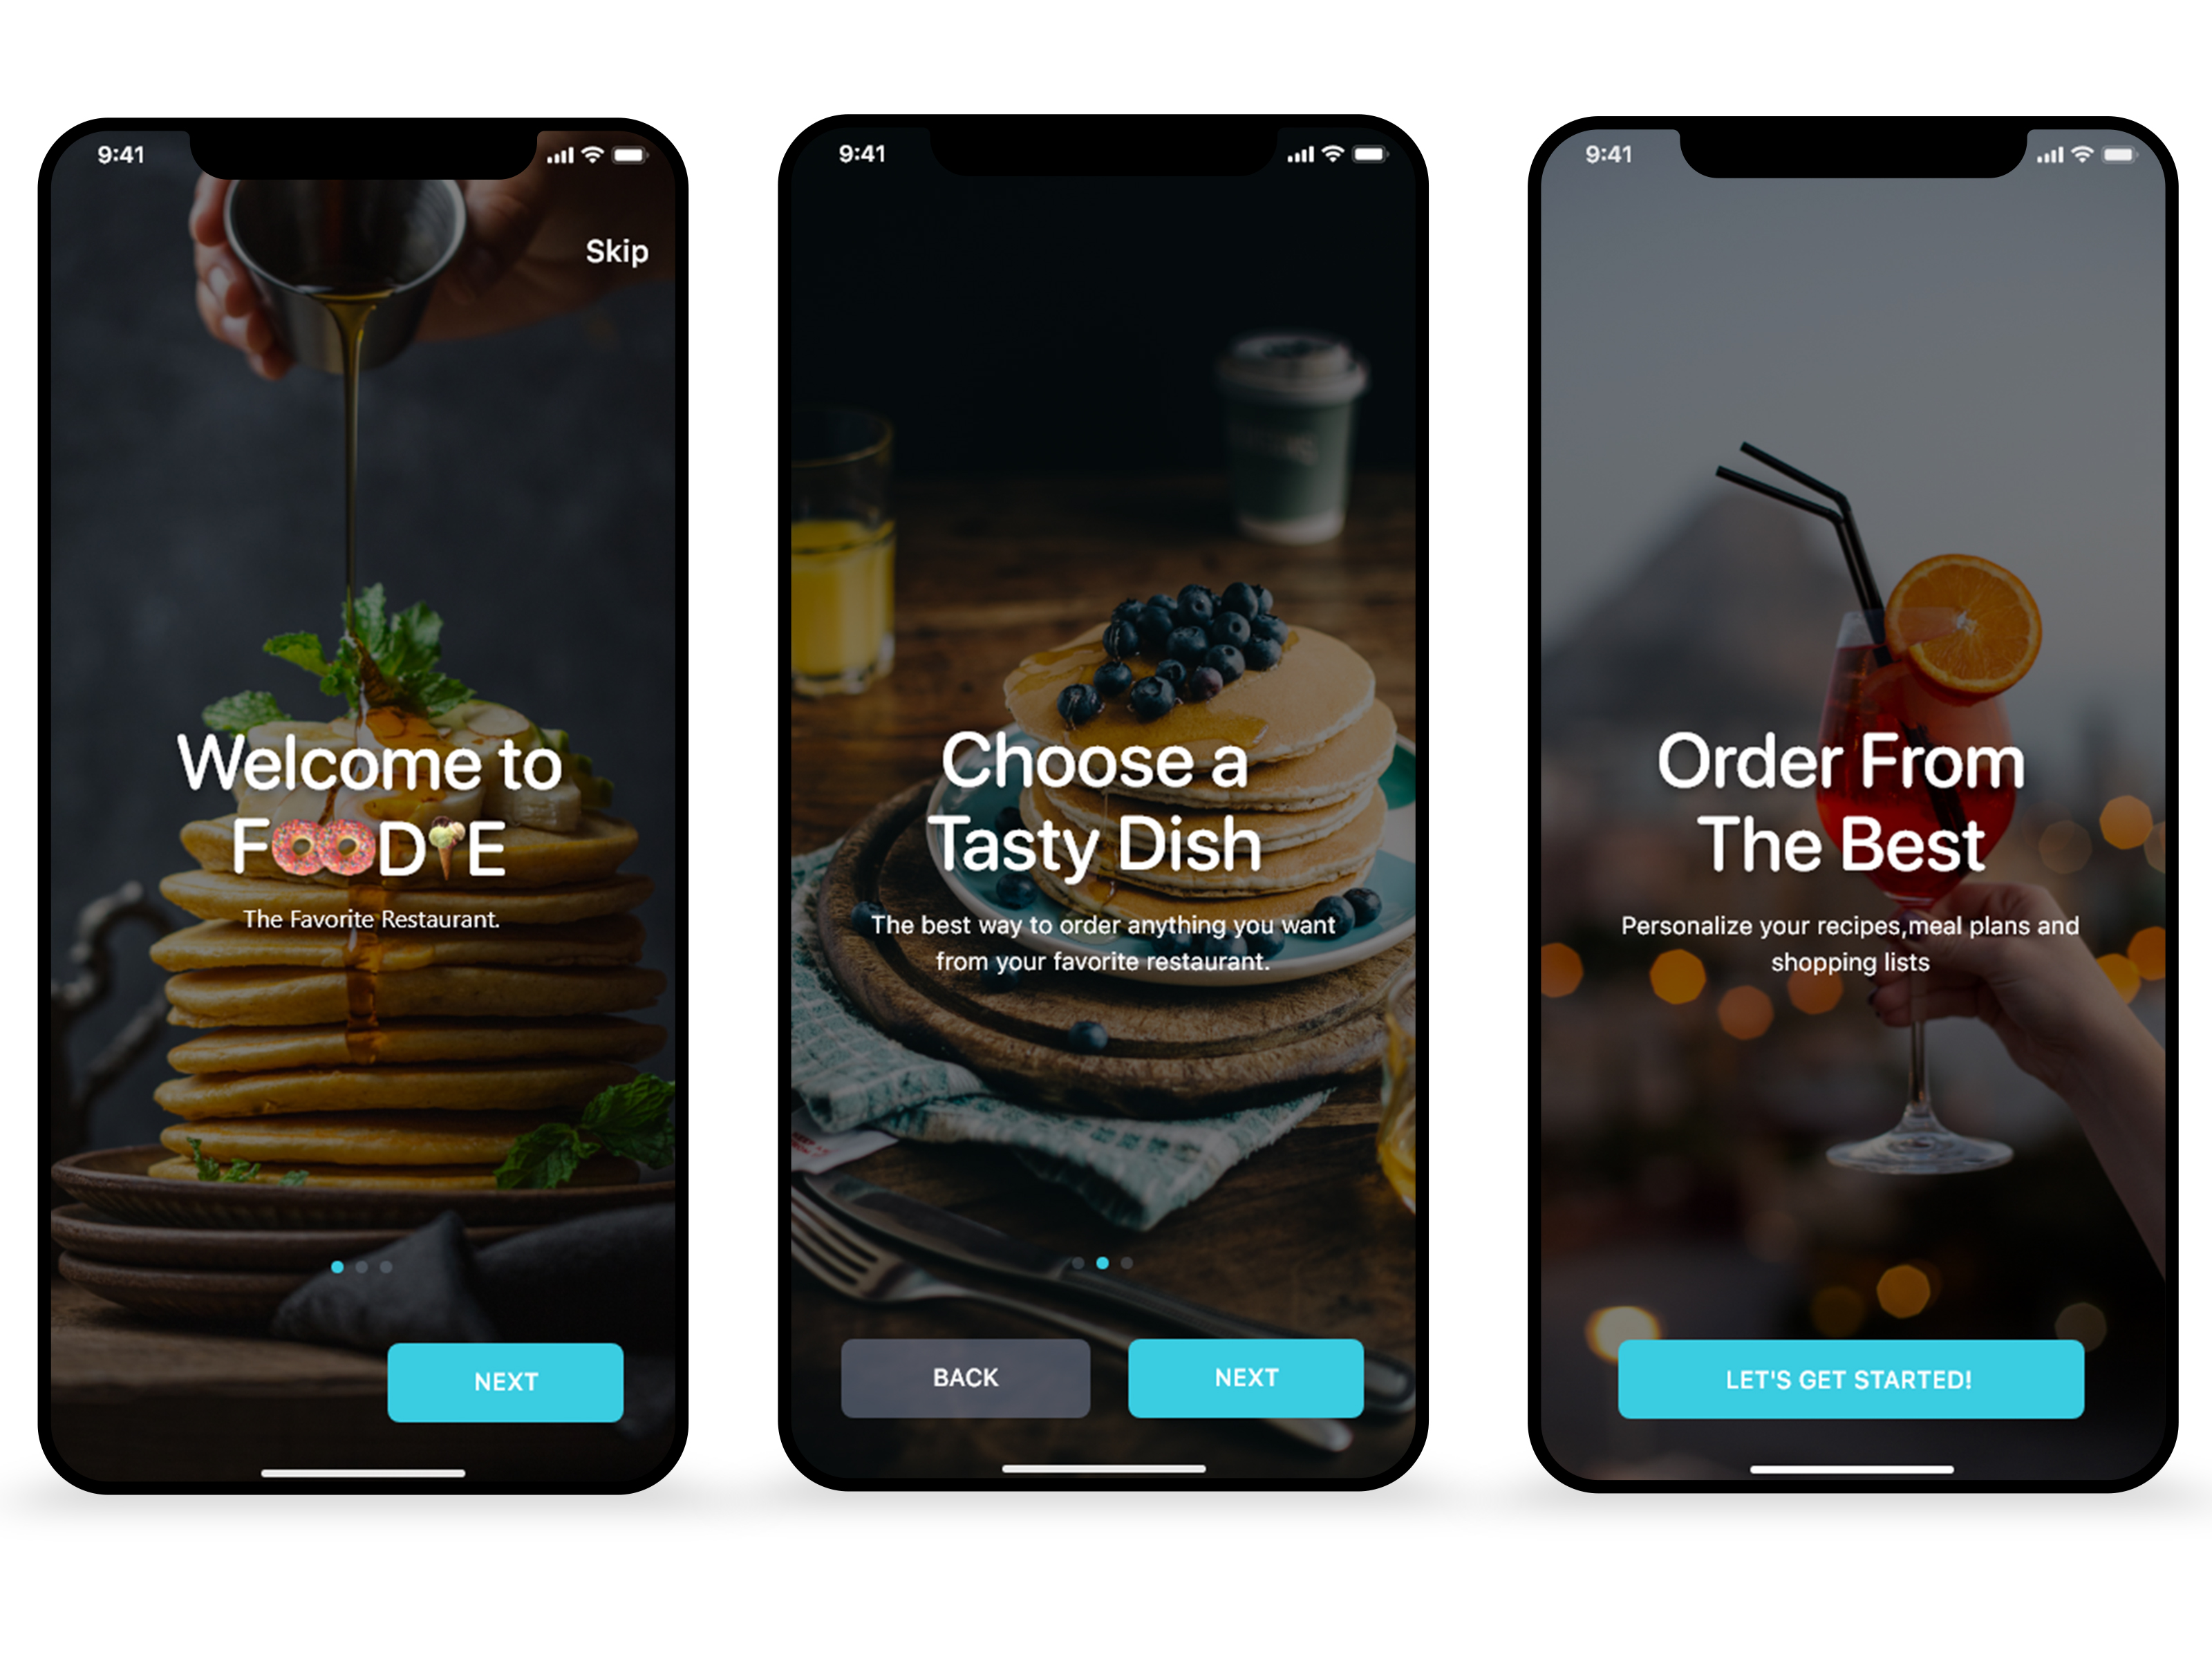 9:41
Skip
Welcome to
FOODIE
The Favorite Restaurant.
NEXT
9:41
Choose a
Tasty Dish
The best way to order anything you want
from your favorite restaurant.
BACK
NEXT
9:41
Order From
The Best
Personalize your recipes,meal plans and
shopping lists
LET'S GET STARTED!